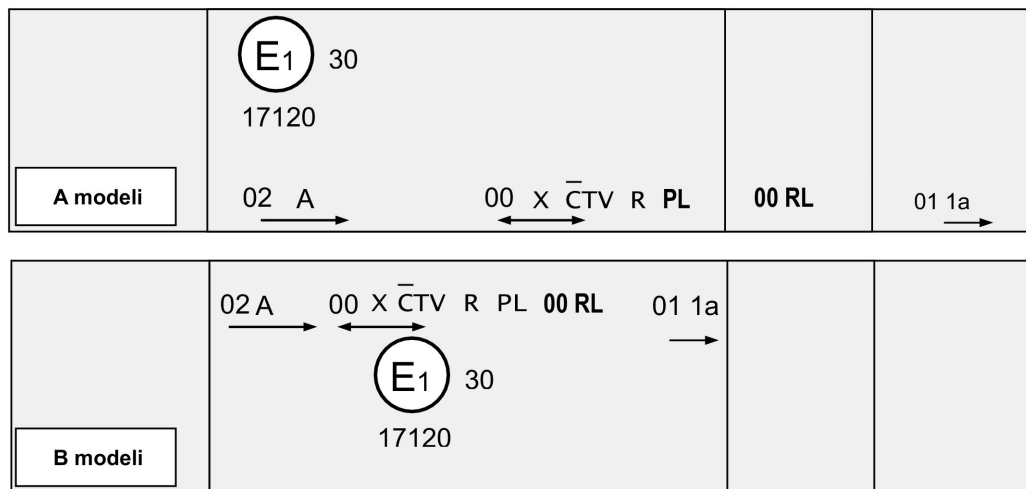 E1 30
17120
A modeli
02 A 00 X C̅TV R PL 00 RL 01 1a
02 A 00 X C̅TV R PL 00 RL 01 1a
E1 30
17120
B modeli